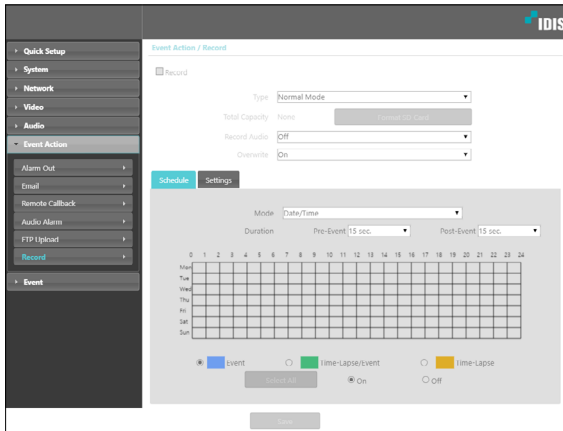 IDIS
Quick Setup
System
Network
Video
Audio
Event Action
Alarm Out
Email
Remote Callback
Audio Alarm
FTP Upload
Record
Event
Event Action / Record
Record
Type Normal Mode
Total Capacity None Format SD Card
Record Audio Off
Overwrite On
Schedule Settings
Mode Date/Time
Duration Pre-Event 15 sec. Post-Event 15 sec.
0 1 2 3 4 5 6 7 8 9 10 11 12 13 14 15 16 17 18 19 20 21 22 23 24
Mon
Tue
Wed
Thu
Fri
Sat
Sun
Event Time-Lapse/Event Time-Lapse
Select All On Off
Save